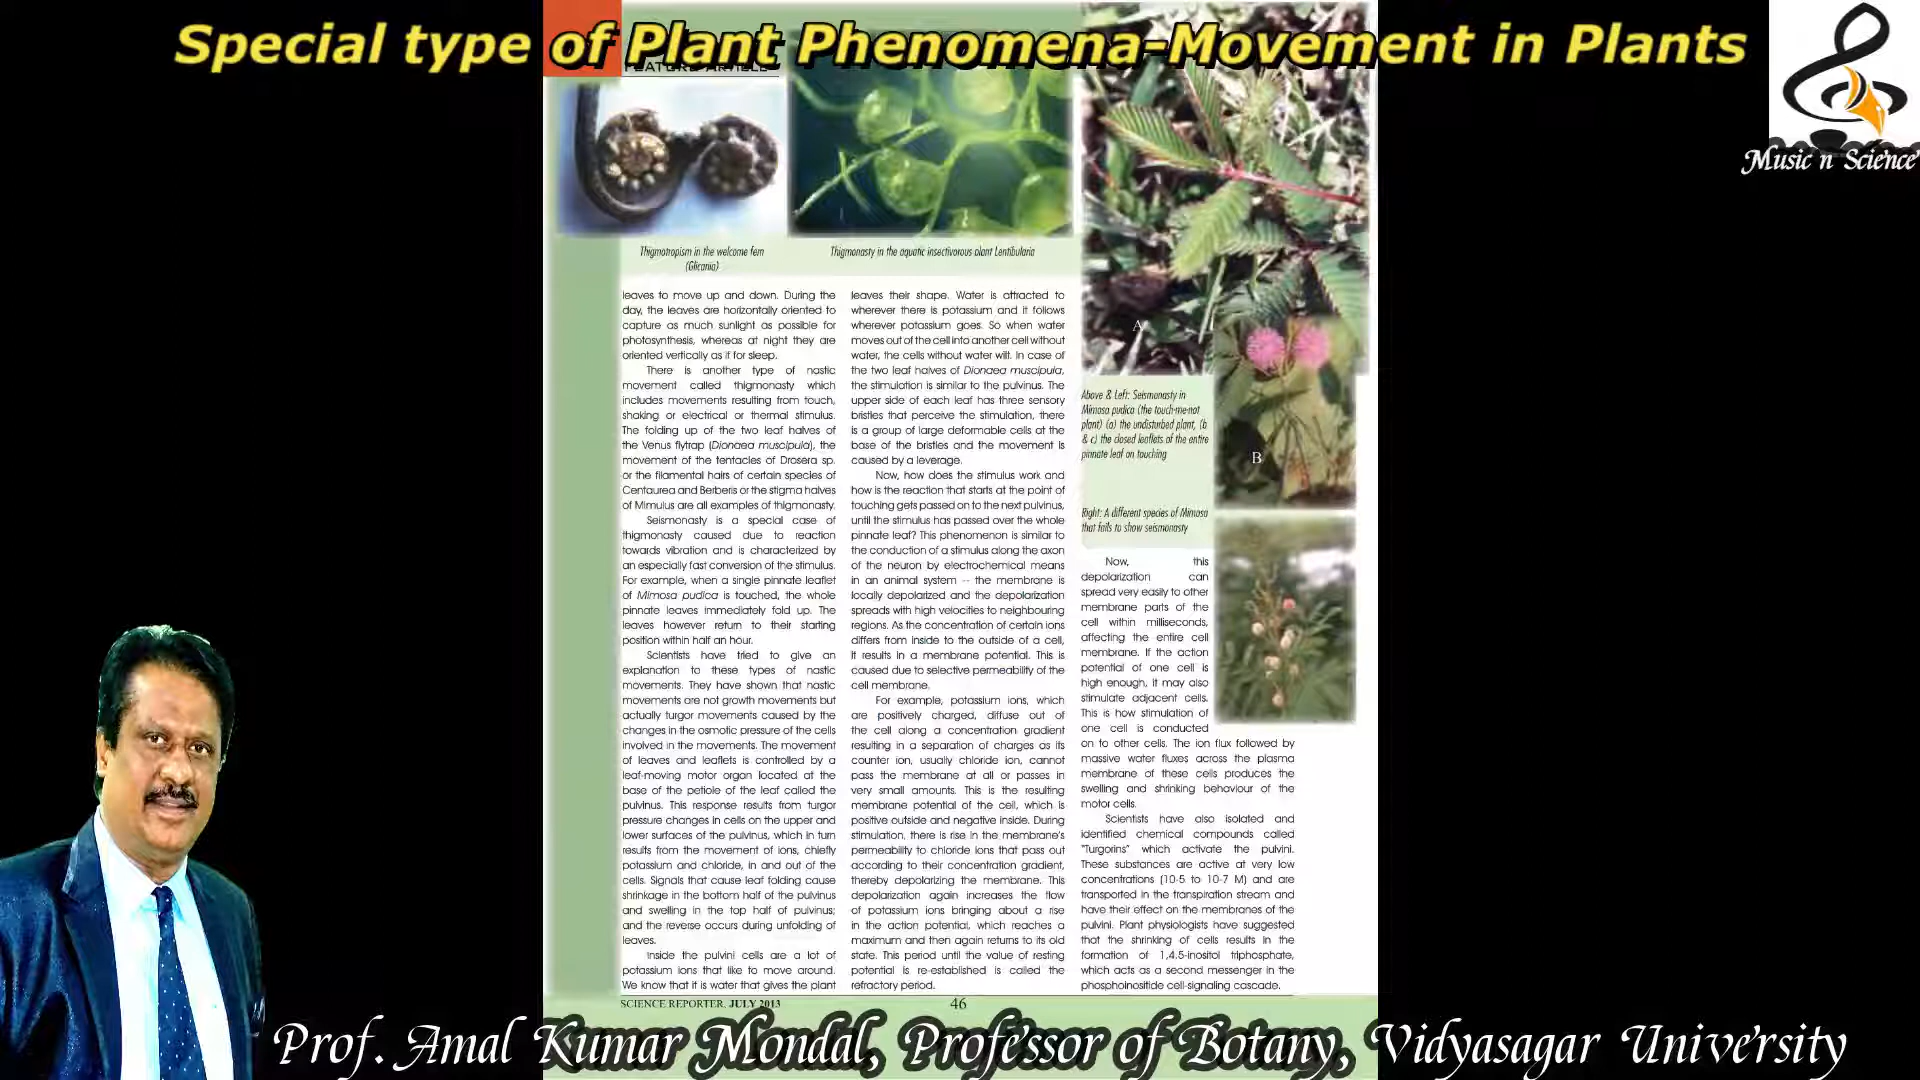 Special type of Plant Phenomena-Movement in Plants
FEATURE ARTICLE
Music n Science
Thigmotropism in the welcome fern
(Glicania)
Thigmonasty in the aquatic insectivorous plant Lentibularia
leaves to move up and down. During the
day, the leaves are horizontally oriented to
capture as much sunlight as possible for
photosynthesis, whereas at night they are
oriented vertically as if for sleep.
There is another type of nastic
movement called thigmonasty which
includes movements resulting from touch,
shaking or electrical or thermal stimulus.
The folding up of the two leaf halves of
the Venus flytrap (Dionaea muscipula), the
movement of the tentacles of Drosera sp.
or the filamental hairs of certain species of
Centaurea and Berberis or the stigma halves
of Mimulus are all examples of thigmonasty.
Seismonasty is a special case of
thigmonasty caused due to reaction
towards vibration and is characterized by
an especially fast conversion of the stimulus.
For example, when a single pinnate leaflet
of Mimosa pudica is touched, the whole
pinnate leaves immediately fold up. The
leaves however return to their starting
position within half an hour.
Scientists have tried to give an
explanation to these types of nastic
movements. They have shown that nastic
movements are not growth movements but
actually turgor movements caused by the
changes in the osmotic pressure of the cells
involved in the movements. The movement
of leaves and leaflets is controlled by a
leaf-moving motor organ located at the
base of the petiole of the leaf called the
pulvinus. This response results from turgor
pressure changes in cells on the upper and
lower surfaces of the pulvinus, which in turn
results from the movement of ions, chiefly
potassium and chloride, in and out of the
cells. Signals that cause leaf folding cause
shrinkage in the bottom half of the pulvinus
and swelling in the top half of pulvinus;
and the reverse occurs during unfolding of
leaves.
Inside the pulvini cells are a lot of
potassium ions that like to move around.
We know that it is water that gives the plant
leaves their shape. Water is attracted to
wherever there is potassium and it follows
wherever potassium goes. So when water
moves out of the cell into another cell without
water, the cells without water wilt. In case of
the two leaf halves of Dionaea muscipula,
the stimulation is similar to the pulvinus. The
upper side of each leaf has three sensory
bristles that perceive the stimulation, there
is a group of large deformable cells at the
base of the bristles and the movement is
caused by a leverage.
Now, how does the stimulus work and
how is the reaction that starts at the point of
touching gets passed on to the next pulvinus,
until the stimulus has passed over the whole
pinnate leaf? This phenomenon is similar to
the conduction of a stimulus along the axon
of the neuron by electrochemical means
in an animal system -- the membrane is
locally depolarized and the depolarization
spreads with high velocities to neighbouring
regions. As the concentration of certain ions
differs from inside to the outside of a cell,
it results in a membrane potential. This is
caused due to selective permeability of the
cell membrane.
For example, potassium ions, which
are positively charged, diffuse out of
the cell along a concentration gradient
resulting in a separation of charges as its
counter ion, usually chloride ion, cannot
pass the membrane at all or passes in
very small amounts. This is the resulting
membrane potential of the cell, which is
positive outside and negative inside. During
stimulation, there is rise in the membrane's
permeability to chloride ions that pass out
according to their concentration gradient,
thereby depolarizing the membrane. This
depolarization again increases the flow
of potassium ions bringing about a rise
in the action potential, which reaches a
maximum and then again returns to its old
state. This period until the value of resting
potential is re-established is called the
refractory period.
A
B
Above & Left: Seismonasty in
Mimosa pudica (the touch-me-not
plant) (a) the undisturbed plant, (b
& c) the closed leaflets of the entire
pinnate leaf on touching
Right: A different species of Mimosa
that fails to show seismonasty
Now, this
depolarization can
spread very easily to other
membrane parts of the
cell within milliseconds,
affecting the entire cell
membrane. If the action
potential of one cell is
high enough, it may also
stimulate adjacent cells.
This is how stimulation of
one cell is conducted
on to other cells. The ion flux followed by
massive water fluxes across the plasma
membrane of these cells produces the
swelling and shrinking behaviour of the
motor cells.
Scientists have also isolated and
identified chemical compounds called
"Turgorins" which activate the pulvini.
These substances are active at very low
concentrations (10-5 to 10-7 M) and are
transported in the transpiration stream and
have their effect on the membranes of the
pulvini. Plant physiologists have suggested
that the shrinking of cells results in the
formation of 1,4,5-inositol triphosphate,
which acts as a second messenger in the
phosphoinositide cell-signaling cascade.
SCIENCE REPORTER, JULY 2013
46
Prof. Amal Kumar Mondal, Professor of Botany, Vidyasagar University